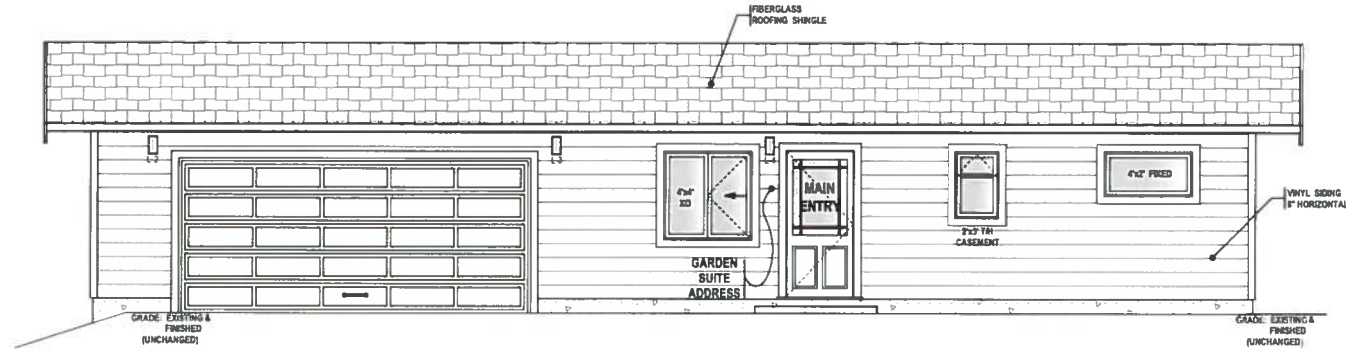 FIBERGLASS
ROOFING SHINGLE
4'x4'
XO
MAIN
ENTRY
4'x2' FIXED
VINYL SIDING
8" HORIZONTAL
CASEMENT
GARDEN
SUITE
ADDRESS
GRADE: EXISTING &
FINISHED
(UNCHANGED)
GRADE: EXISTING &
FINISHED
(UNCHANGED)